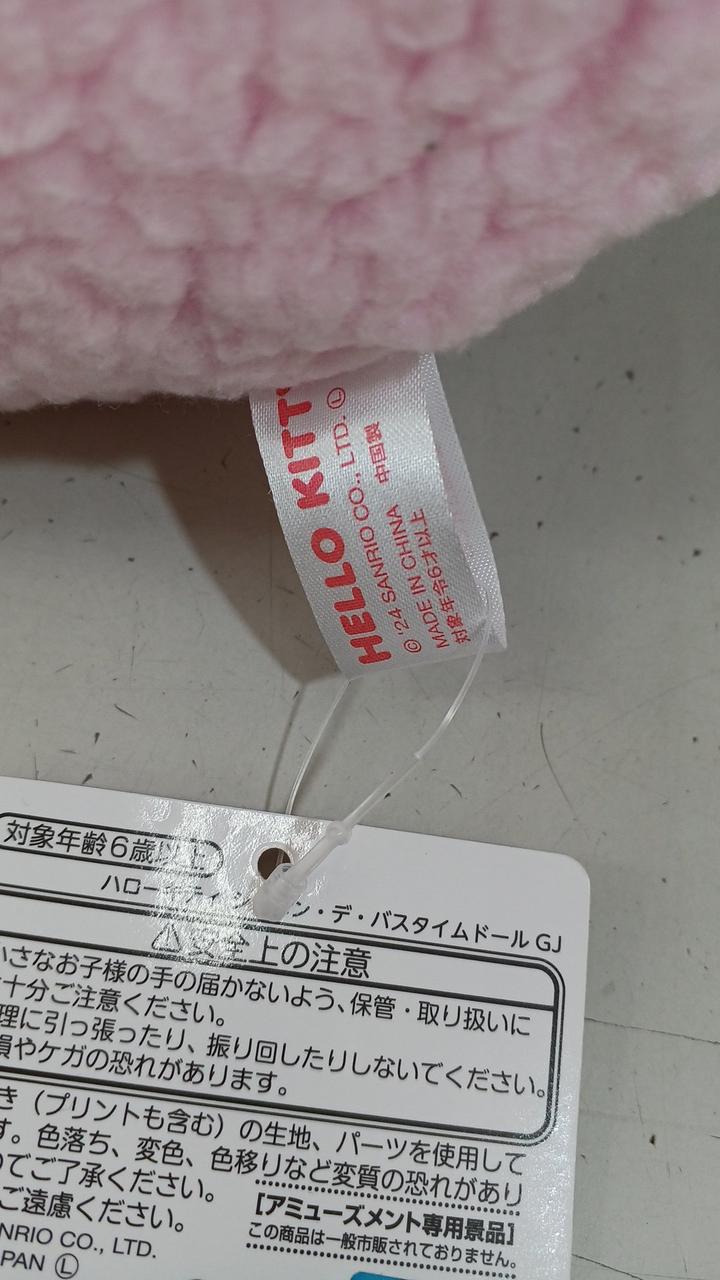 HELLO KITTY
© '24 SANRIO CO., LTD. Ⓛ
MADE IN CHINA 中国製
対象年令6才以上
対象年齢6歳以上
ハローキティ シャ ン・デ・バスタイムドール GJ
⚠安全上の注意
小さなお子様の手の届かないよう、保管・取り扱いに
十分ご注意ください。
理に引っ張ったり、振り回したりしないでください。
損やケガの恐れがあります。
き（プリントも含む）の生地、パーツを使用して
す。色落ち、変色、色移りなど変質の恐れがあり
のでご了承ください。
ご遠慮ください。
[アミューズメント専用景品]
この商品は一般市販されておりません。
NRIO CO., LTD.
PAN Ⓛ